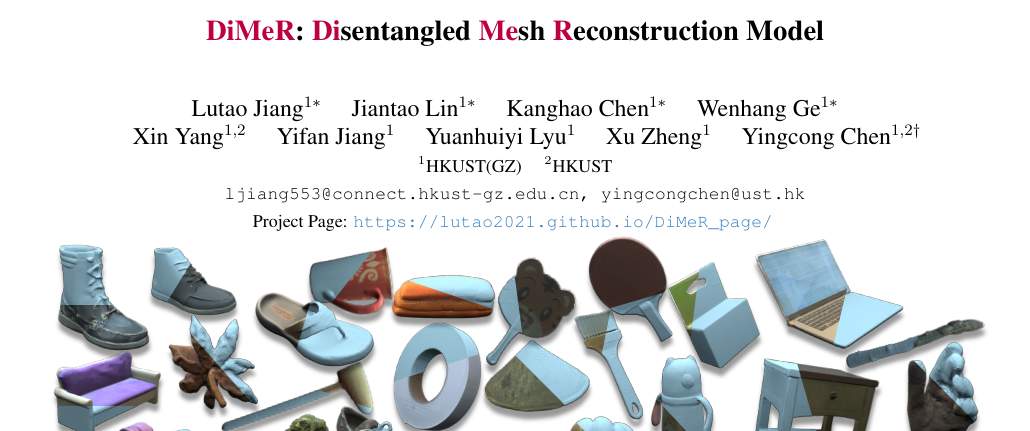 DiMeR: Disentangled Mesh Reconstruction Model
Lutao Jiang¹* Jiantao Lin¹* Kanghao Chen¹* Wenhang Ge¹*
Xin Yang¹,² Yifan Jiang¹ Yuanhuiyi Lyu¹ Xu Zheng¹ Yingcong Chen¹,²†
¹HKUST(GZ) ²HKUST
ljiang553@connect.hkust-gz.edu.cn, yingcongchen@ust.hk
Project Page: https://lutao2021.github.io/DiMeR_page/